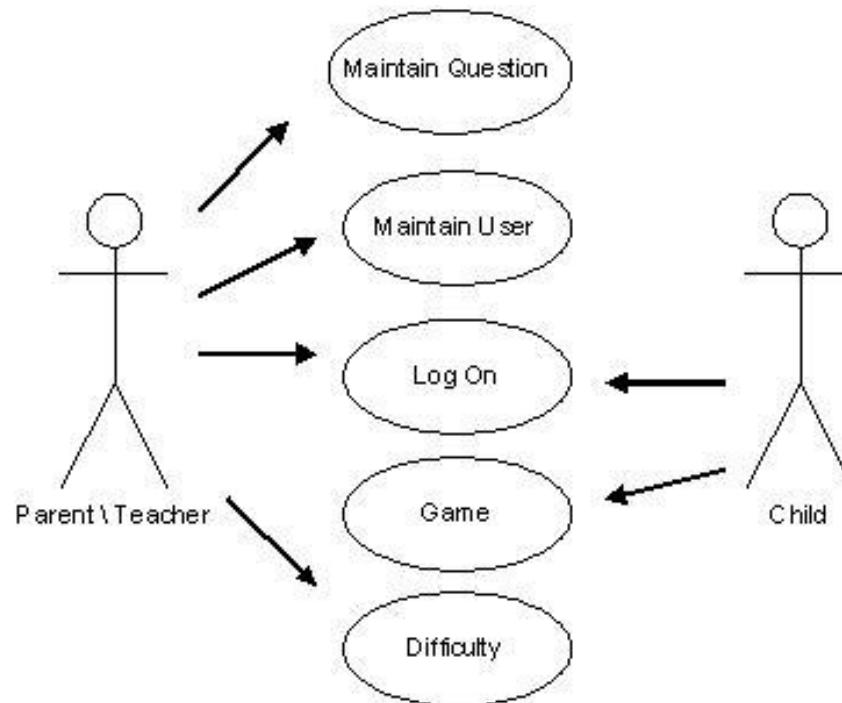 Maintain Question
Maintain User
Log On
Parent \ Teacher
Game
Child
Difficulty